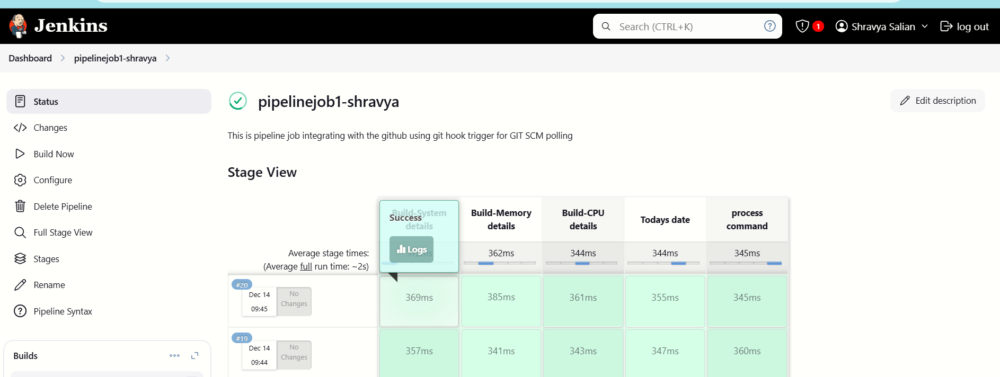 Jenkins
Search (CTRL+K)
1
Shravya Salian
log out
Dashboard
pipelinejob1-shravya
Status
Changes
Build Now
Configure
Delete Pipeline
Full Stage View
Stages
Rename
Pipeline Syntax
Builds
pipelinejob1-shravya
Edit description
This is pipeline job integrating with the github using git hook trigger for GIT SCM polling
Stage View
Build-System
details
Success
Logs
Build-Memory
details
Build-CPU
details
Todays date
process
command
Average stage times:
(Average full run time: ~2s)
372ms
362ms
344ms
344ms
345ms
#20
Dec 14
09:45
No
Changes
369ms
385ms
361ms
355ms
345ms
#19
Dec 14
09:44
No
Changes
357ms
341ms
343ms
347ms
360ms